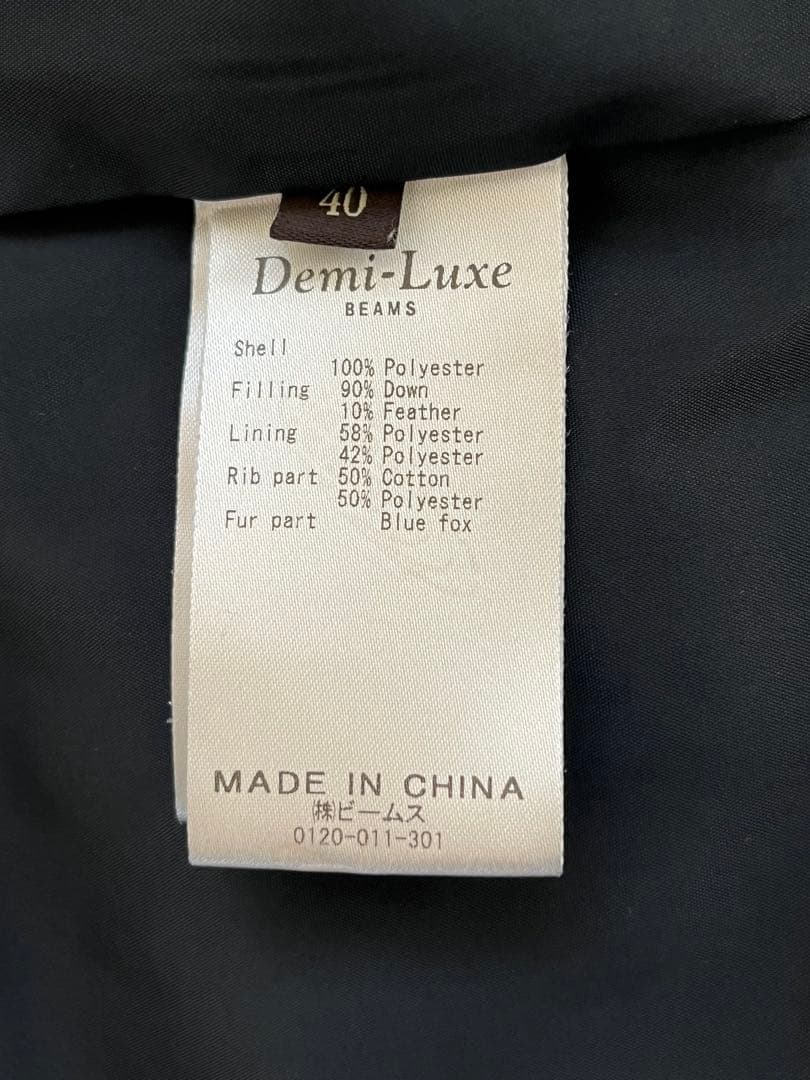 40
Demi-Luxe
BEAMS
Shell
100% Polyester
Filling 90% Down
10% Feather
Lining 58% Polyester
42% Polyester
Rib part 50% Cotton
50% Polyester
Fur part Blue fox
MADE IN CHINA
㈱ビームス
0120-011-301